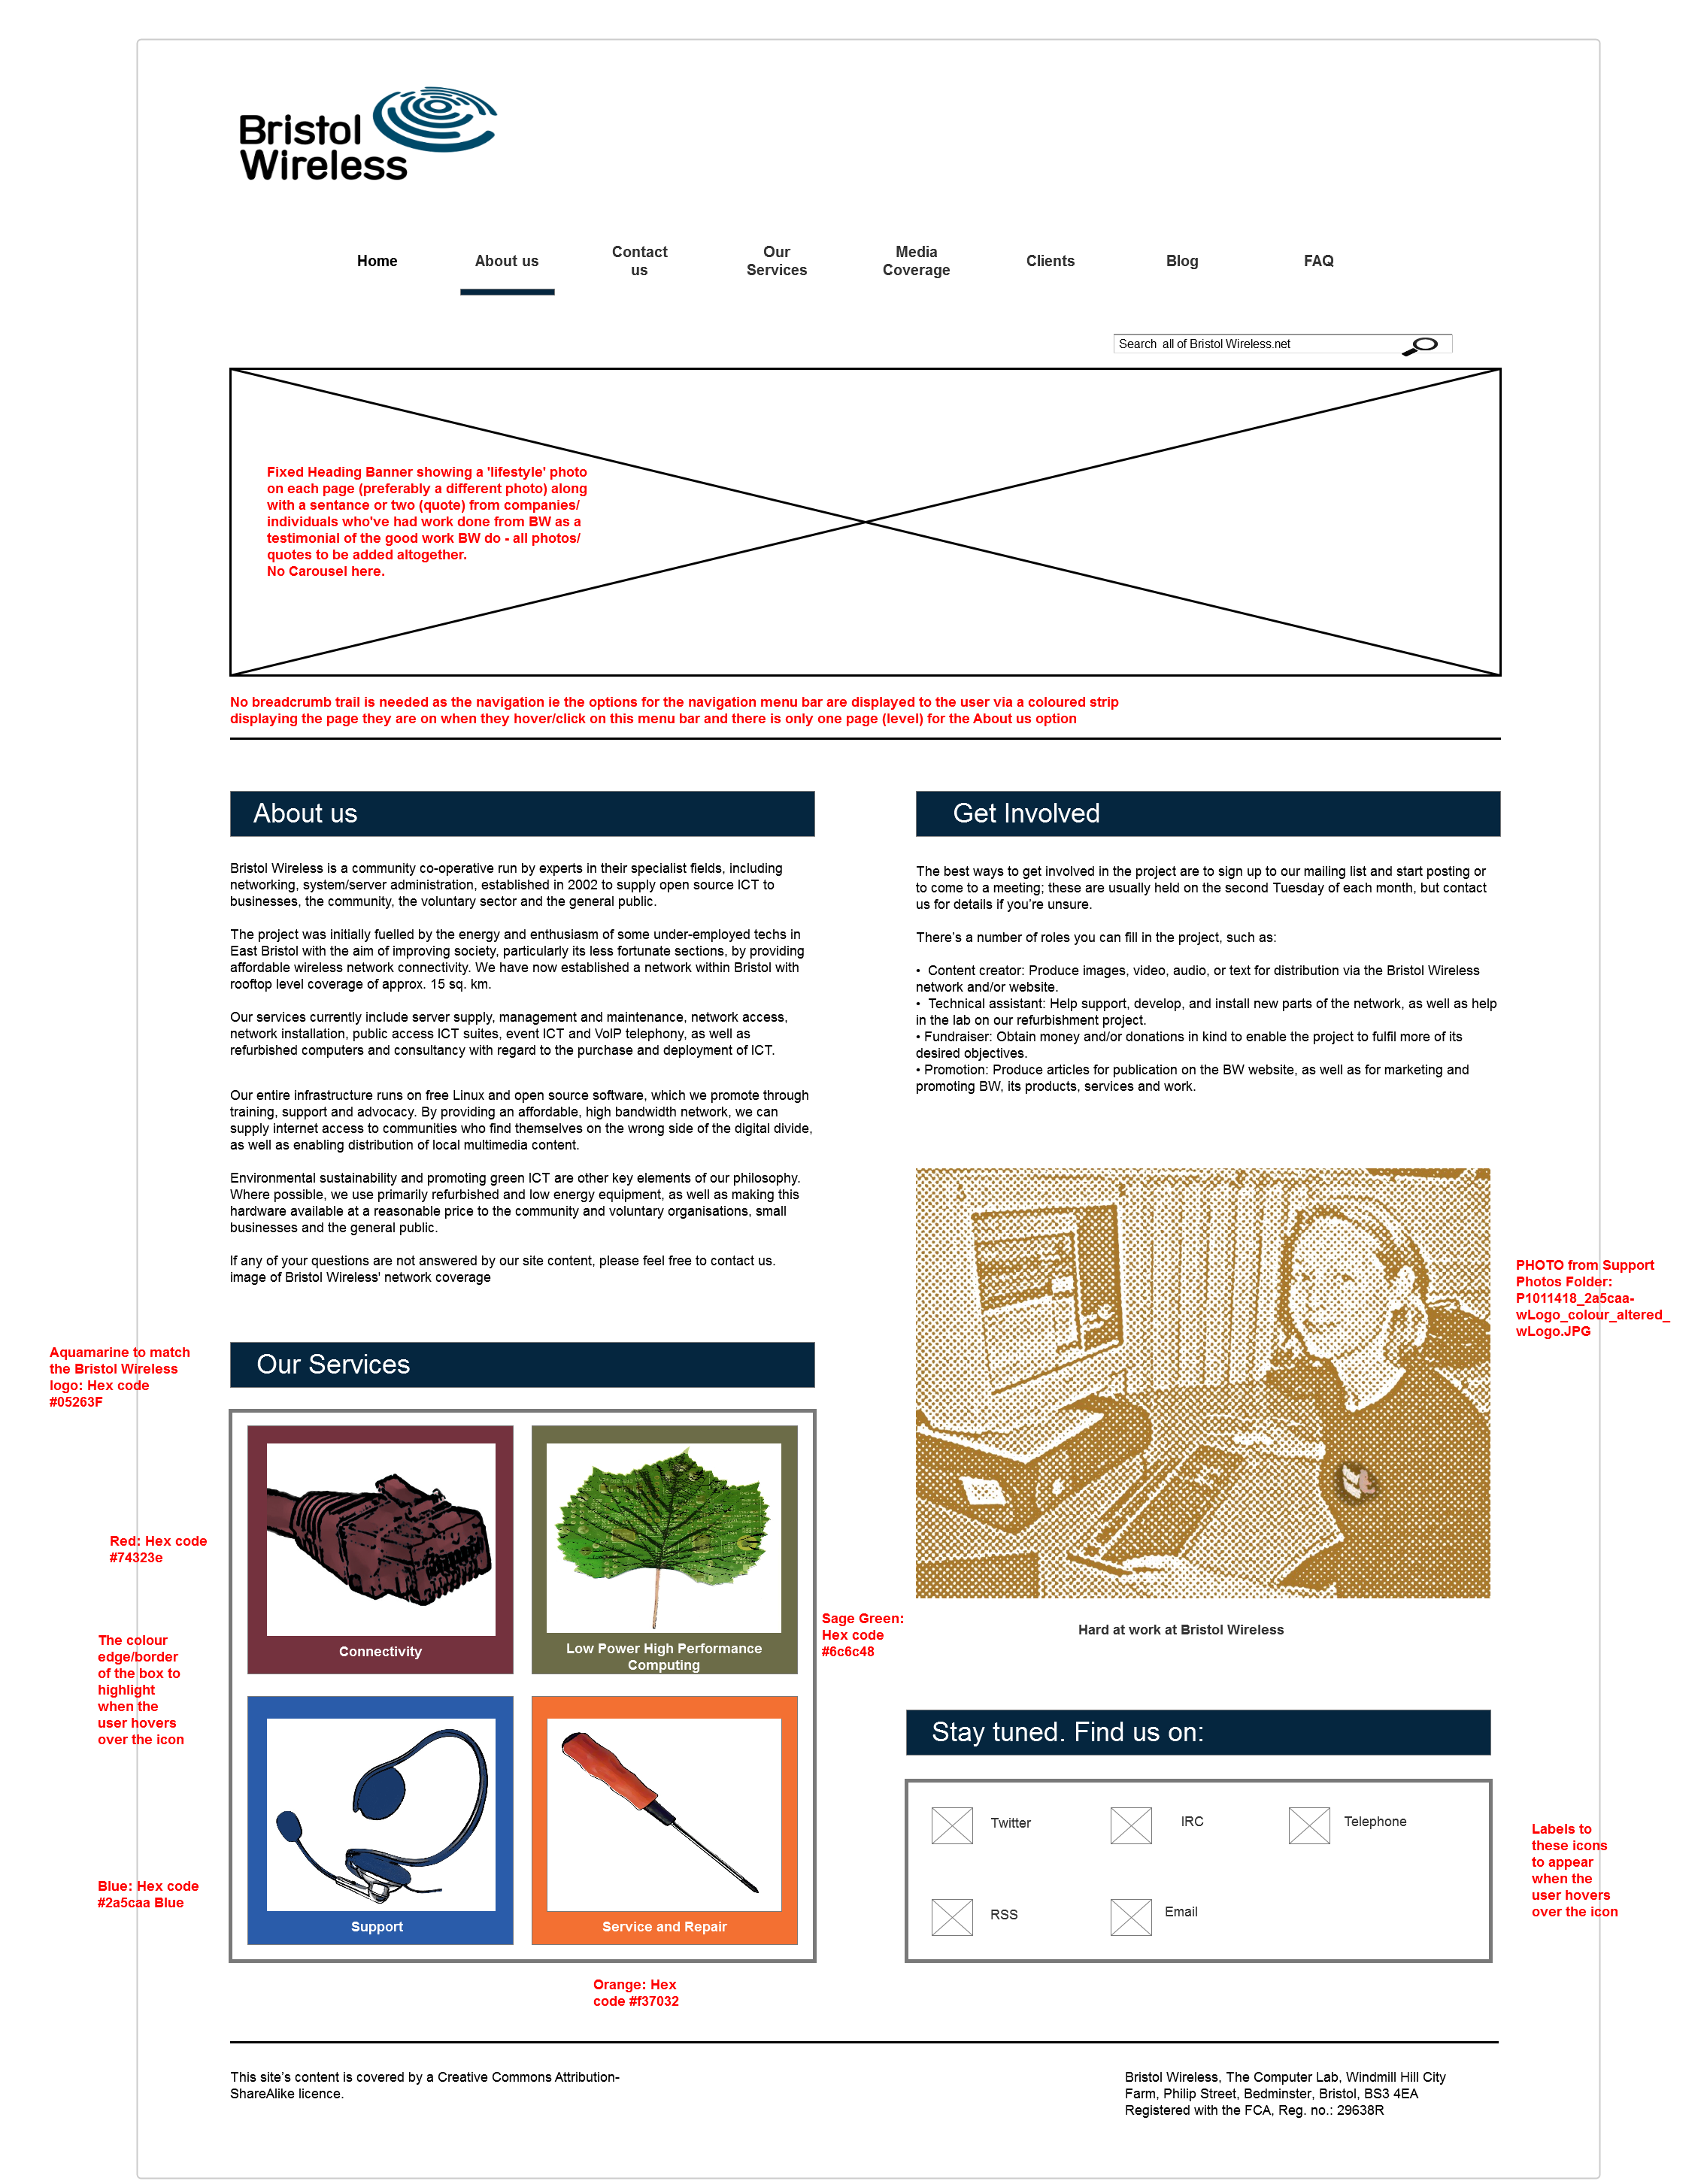 Bristol
Wireless
Home
About us
Contact
us
Our
Services
Media
Coverage
Clients
Blog
FAQ
Search  all of Bristol Wireless.net
Fixed Heading Banner showing a 'lifestyle' photo
on each page (preferably a different photo) along
with a sentance or two (quote) from companies/
individuals who've had work done from BW as a
testimonial of the good work BW do - all photos/
quotes to be added altogether.
No Carousel here.
No breadcrumb trail is needed as the navigation ie the options for the navigation menu bar are displayed to the user via a coloured strip
displaying the page they are on when they hover/click on this menu bar and there is only one page (level) for the About us option
About us
Bristol Wireless is a community co-operative run by experts in their specialist fields, including
networking, system/server administration, established in 2002 to supply open source ICT to
businesses, the community, the voluntary sector and the general public.
The project was initially fuelled by the energy and enthusiasm of some under-employed techs in
East Bristol with the aim of improving society, particularly its less fortunate sections, by providing
affordable wireless network connectivity. We have now established a network within Bristol with
rooftop level coverage of approx. 15 sq. km.
Our services currently include server supply, management and maintenance, network access,
network installation, public access ICT suites, event ICT and VoIP telephony, as well as
refurbished computers and consultancy with regard to the purchase and deployment of ICT.
Our entire infrastructure runs on free Linux and open source software, which we promote through
training, support and advocacy. By providing an affordable, high bandwidth network, we can
supply internet access to communities who find themselves on the wrong side of the digital divide,
as well as enabling distribution of local multimedia content.
Environmental sustainability and promoting green ICT are other key elements of our philosophy.
Where possible, we use primarily refurbished and low energy equipment, as well as making this
hardware available at a reasonable price to the community and voluntary organisations, small
businesses and the general public.
If any of your questions are not answered by our site content, please feel free to contact us.
image of Bristol Wireless' network coverage
Get Involved
The best ways to get involved in the project are to sign up to our mailing list and start posting or
to come to a meeting; these are usually held on the second Tuesday of each month, but contact
us for details if you're unsure.
There's a number of roles you can fill in the project, such as:
•  Content creator: Produce images, video, audio, or text for distribution via the Bristol Wireless
network and/or website.
•  Technical assistant: Help support, develop, and install new parts of the network, as well as help
in the lab on our refurbishment project.
• Fundraiser: Obtain money and/or donations in kind to enable the project to fulfil more of its
desired objectives.
• Promotion: Produce articles for publication on the BW website, as well as for marketing and
promoting BW, its products, services and work.
PHOTO from Support
Photos Folder:
P1011418_2a5caa-
wLogo_colour_altered_
wLogo.JPG
Hard at work at Bristol Wireless
Aquamarine to match
the Bristol Wireless
logo: Hex code
#05263F
Our Services
Red: Hex code
#74323e
The colour
edge/border
of the box to
highlight
when the
user hovers
over the icon
Connectivity
Low Power High Performance
Computing
Sage Green:
Hex code
#6c6c48
Blue: Hex code
#2a5caa Blue
Support
Service and Repair
Orange: Hex
code #f37032
Stay tuned. Find us on:
Twitter
IRC
Telephone
RSS
Email
Labels to
these icons
to appear
when the
user hovers
over the icon
This site's content is covered by a Creative Commons Attribution-
ShareAlike licence.
Bristol Wireless, The Computer Lab, Windmill Hill City
Farm, Philip Street, Bedminster, Bristol, BS3 4EA
Registered with the FCA, Reg. no.: 29638R